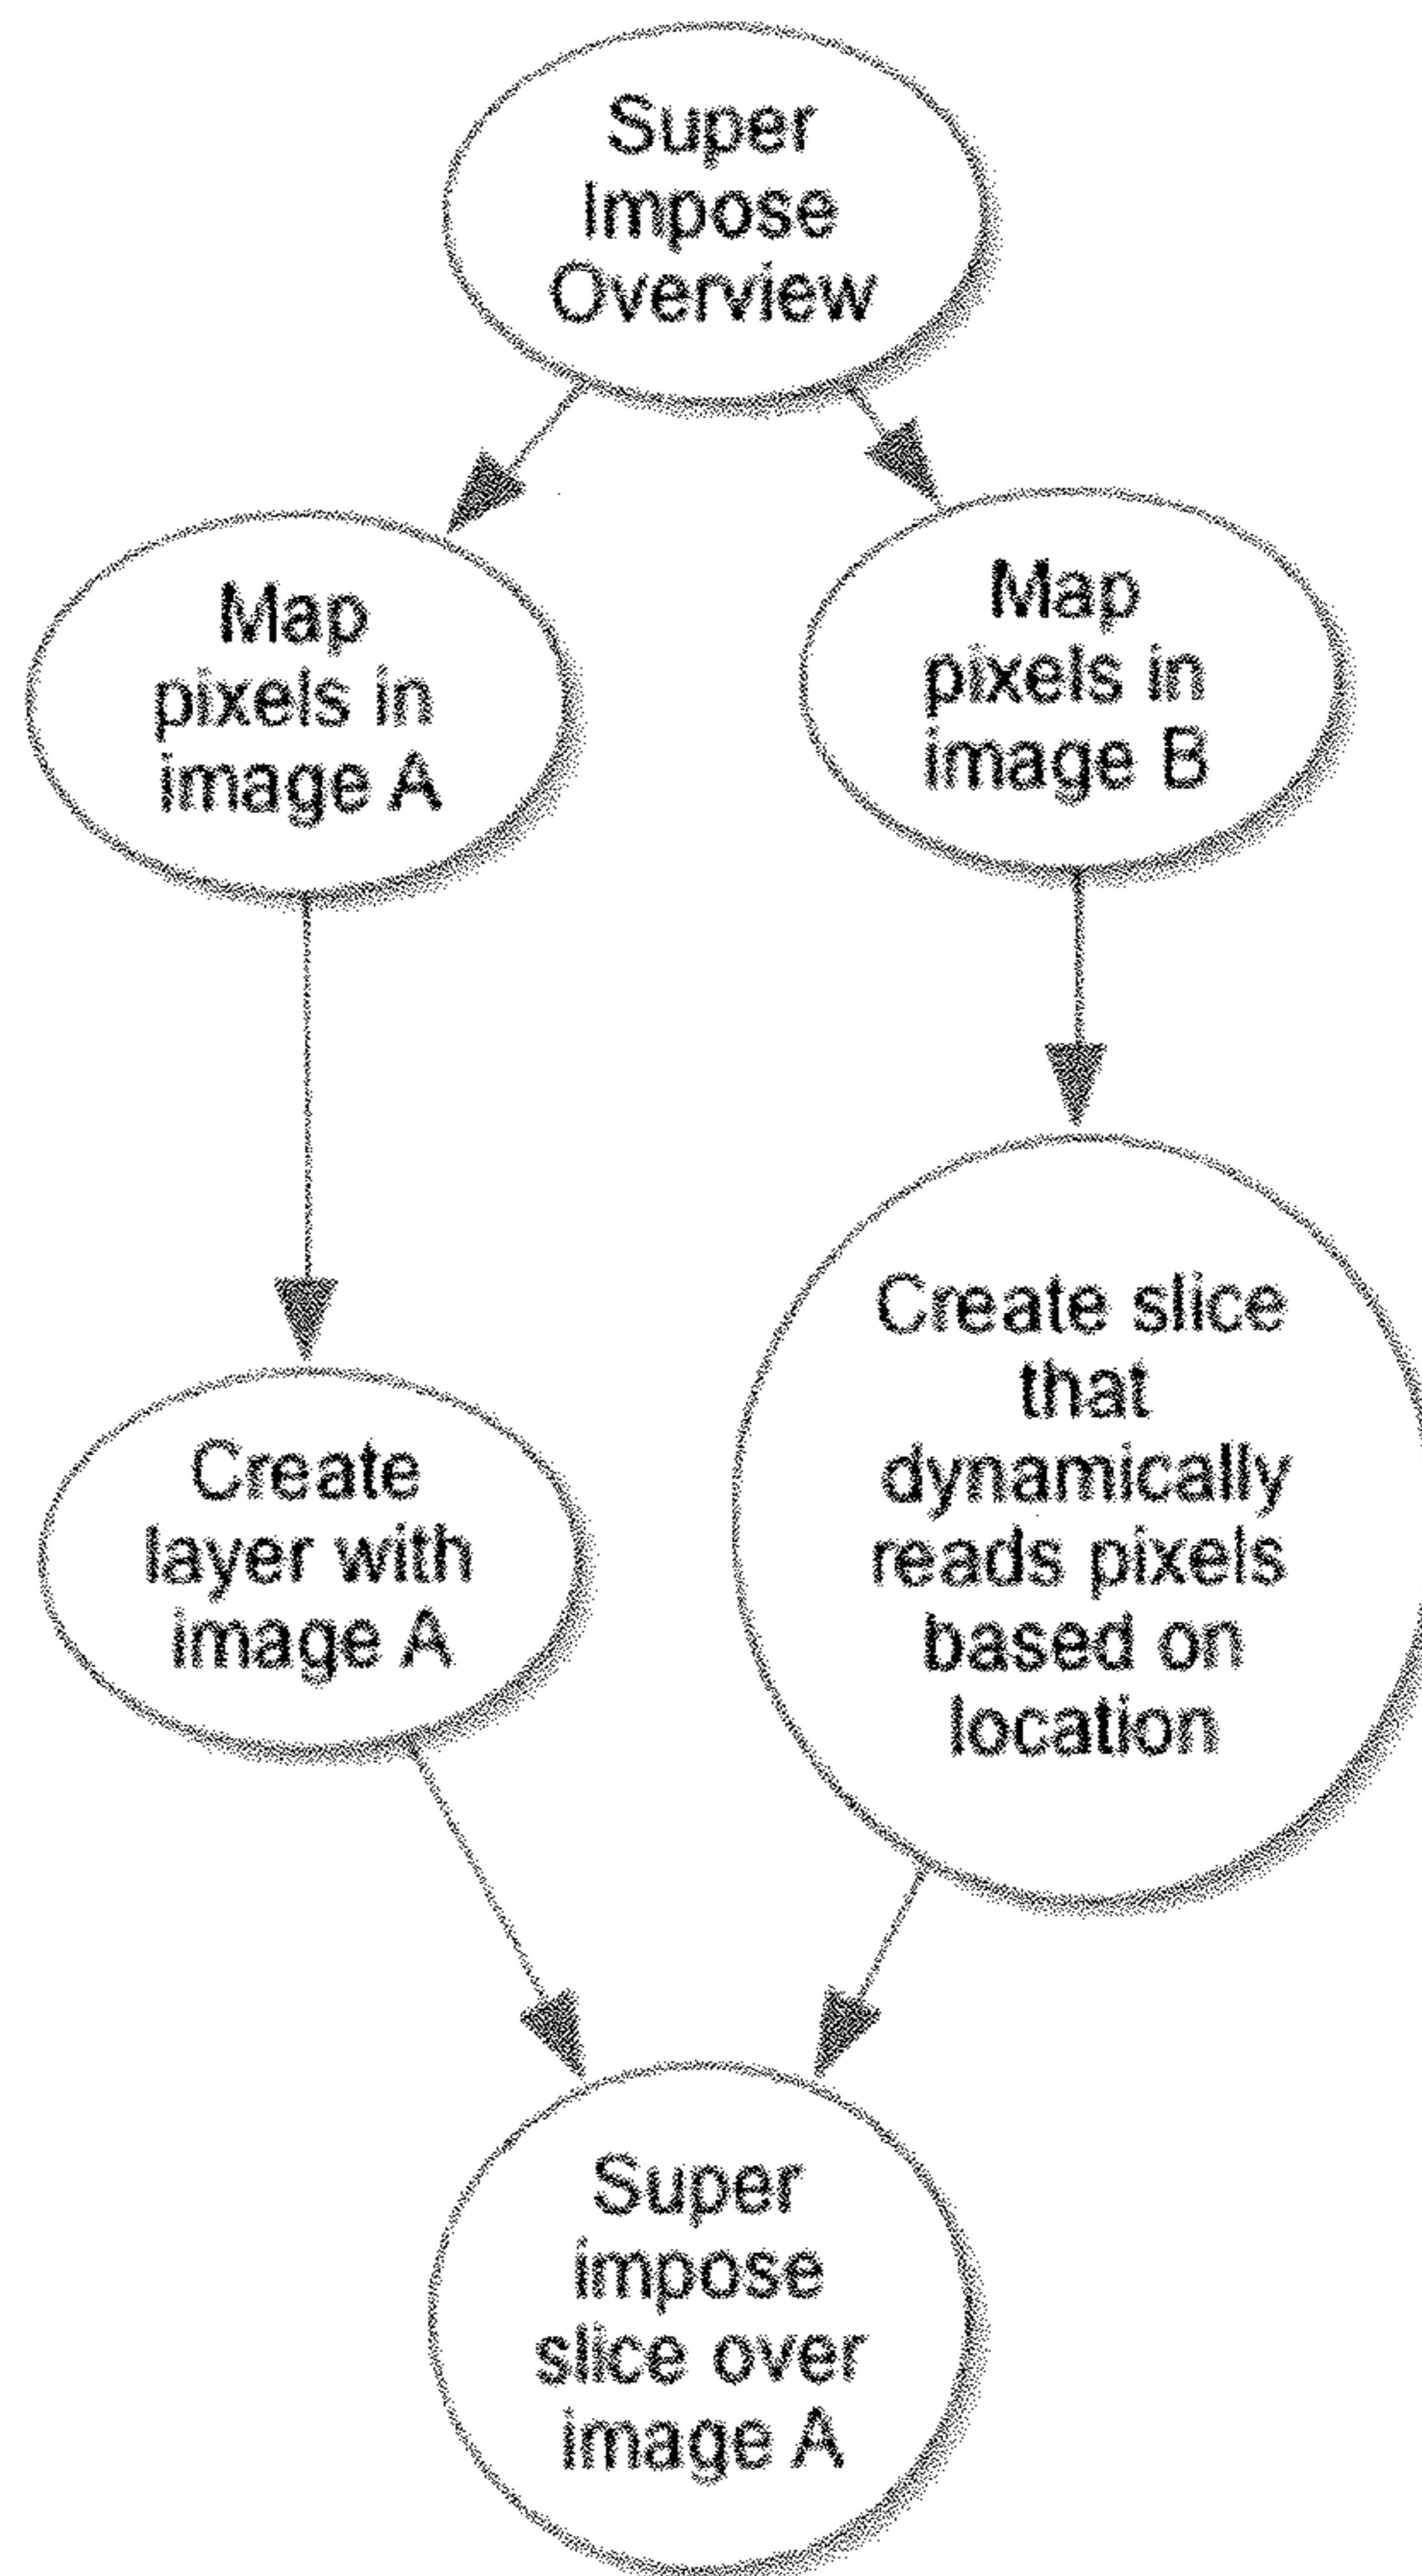 Super
Impose
Overview
Map
pixels in
image A
Map
pixels in
image B
Create slice
that
dynamically
reads pixels
based on
location
Create
layer with
image A
Super
impose
slice over
image A